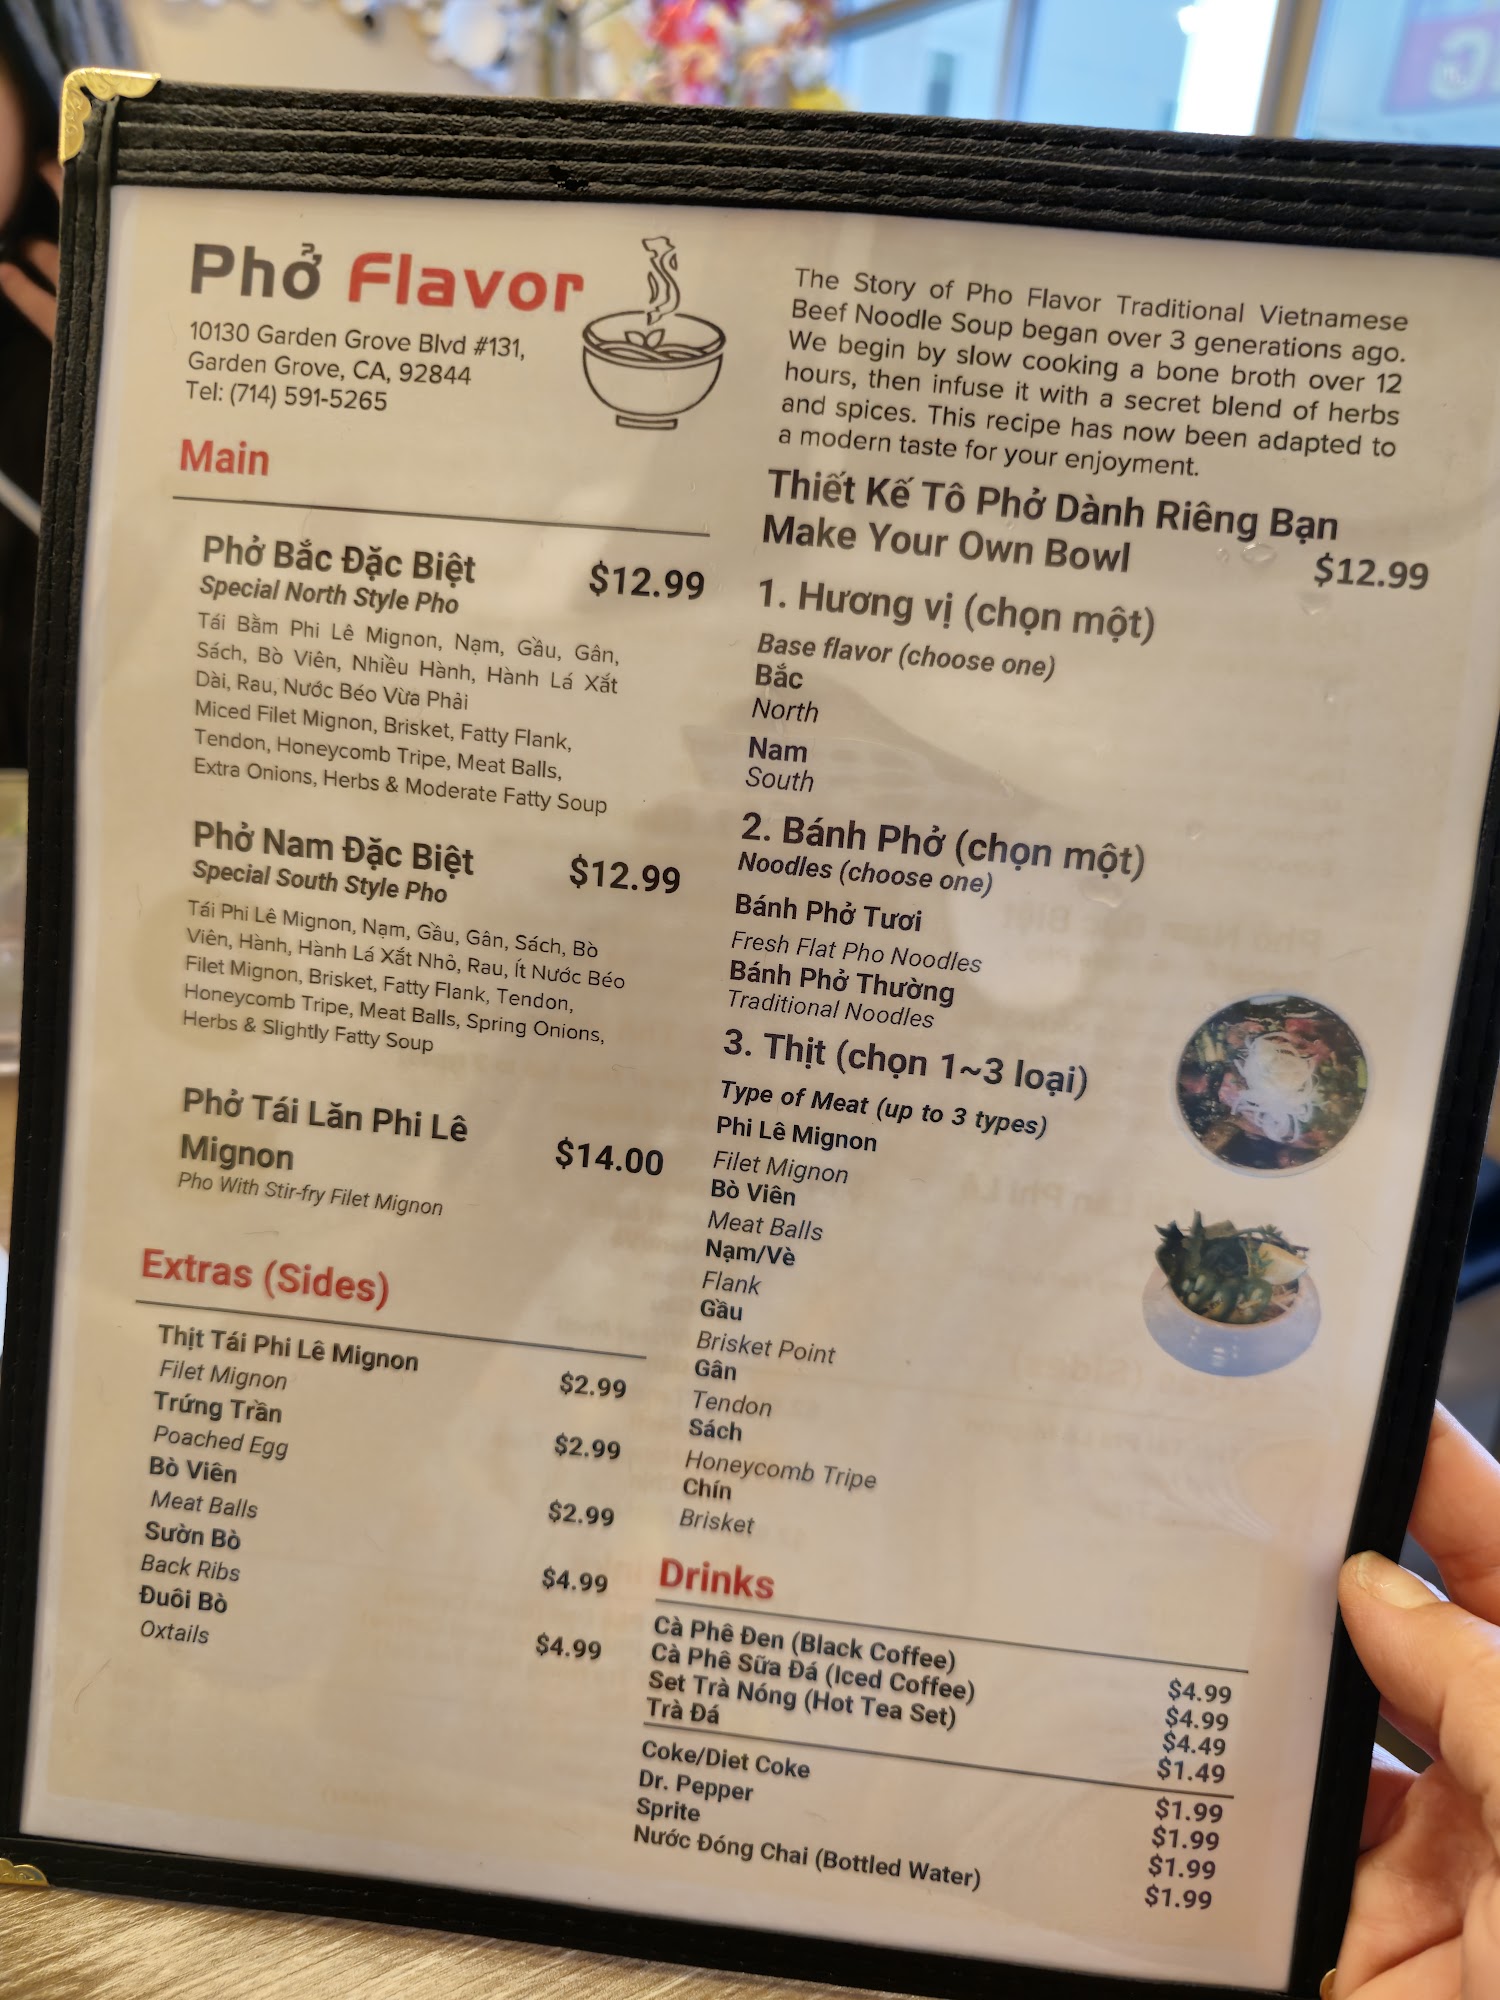 Phở Flavor
10130 Garden Grove Blvd #131,
Garden Grove, CA, 92844
Tel: (714) 591-5265
Main
Phở Bắc Đặc Biệt $12.99
Special North Style Pho
Tái Bằm Phi Lê Mignon, Nạm, Gầu, Gân,
Sách, Bò Viên, Nhiều Hành, Hành Lá Xắt
Dài, Rau, Nước Béo Vừa Phải
Miced Filet Mignon, Brisket, Fatty Flank,
Tendon, Honeycomb Tripe, Meat Balls,
Extra Onions, Herbs & Moderate Fatty Soup
Phở Nam Đặc Biệt $12.99
Special South Style Pho
Tái Phi Lê Mignon, Nạm, Gầu, Gân, Sách, Bò
Viên, Hành, Hành Lá Xắt Nhỏ, Rau, Ít Nước Béo
Filet Mignon, Brisket, Fatty Flank, Tendon,
Honeycomb Tripe, Meat Balls, Spring Onions,
Herbs & Slightly Fatty Soup
Phở Tái Lăn Phi Lê
Mignon $14.00
Pho With Stir-fry Filet Mignon
Extras (Sides)
Thịt Tái Phi Lê Mignon
Filet Mignon $2.99
Trứng Trần
Poached Egg $2.99
Bò Viên
Meat Balls $2.99
Sườn Bò
Back Ribs $4.99
Đuôi Bò
Oxtails $4.99
The Story of Pho Flavor Traditional Vietnamese
Beef Noodle Soup began over 3 generations ago.
We begin by slow cooking a bone broth over 12
hours, then infuse it with a secret blend of herbs
and spices. This recipe has now been adapted to
a modern taste for your enjoyment.
Thiết Kế Tô Phở Dành Riêng Bạn
Make Your Own Bowl $12.99
1. Hương vị (chọn một)
Base flavor (choose one)
Bắc
North
Nam
South
2. Bánh Phở (chọn một)
Noodles (choose one)
Bánh Phở Tươi
Fresh Flat Pho Noodles
Bánh Phở Thường
Traditional Noodles
3. Thịt (chọn 1~3 loại)
Type of Meat (up to 3 types)
Phi Lê Mignon
Filet Mignon
Bò Viên
Meat Balls
Nạm/Vè
Flank
Gầu
Brisket Point
Gân
Tendon
Sách
Honeycomb Tripe
Chín
Brisket
Drinks
Cà Phê Đen (Black Coffee) $4.99
Cà Phê Sữa Đá (Iced Coffee) $4.99
Set Trà Nóng (Hot Tea Set) $4.49
Trà Đá $1.49
Coke/Diet Coke $1.99
Dr. Pepper $1.99
Sprite $1.99
Nước Đóng Chai (Bottled Water) $1.99